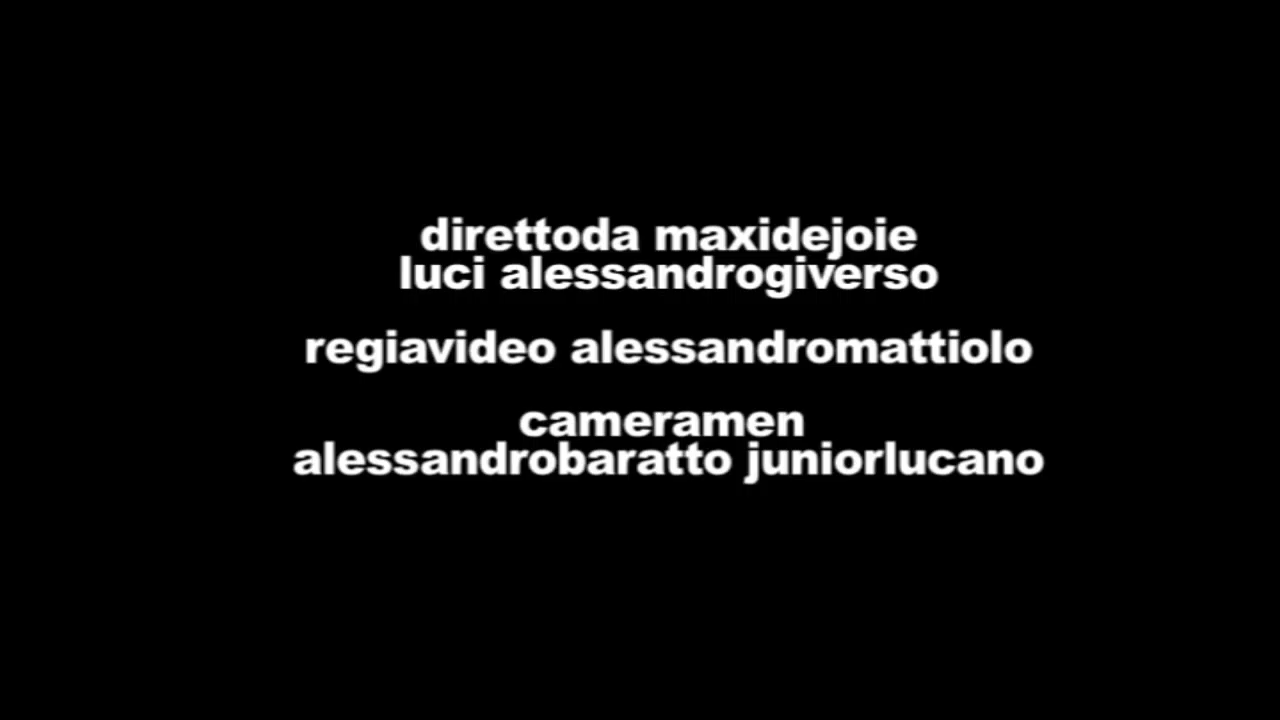 direttoda maxidejoie
luci alessandrogiverso
regiavideo alessandromattiolo
cameramen
alessandrobaratto juniorlucano